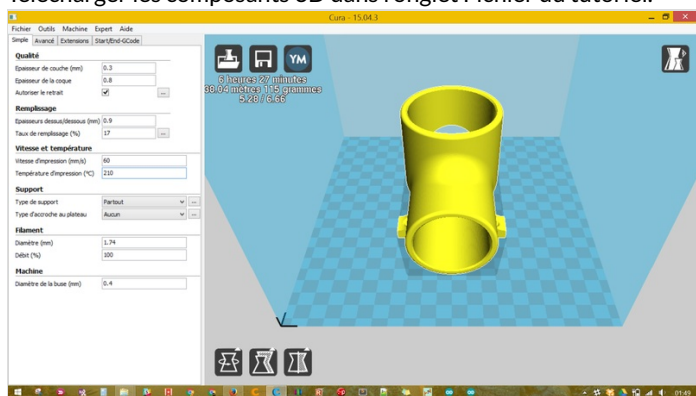 Cura - 15.04.3
Fichier Outils Machine Expert Aide
Simple Avancé Extensions Start/End-GCode
Qualité
Epaisseur de couche (mm) 0.3
Epaisseur de la coque 0.8
Autoriser le retrait ...
Remplissage
Epaisseurs dessus/dessous (mm) 0.9
Taux de remplissage (%) 17 ...
Vitesse et température
Vitesse d'impression (mm/s) 60
Température d'impression (°C) 210
Support
Type de support Partout ...
Type d'accroche au plateau Aucun ...
Filament
Diamètre (mm) 1.74
Débit (%) 100
Machine
Diamètre de la buse (mm) 0.4
YM
6 heures 27 minutes
38.04 mètres 115 grammes
5.28 / 6.66
01:49